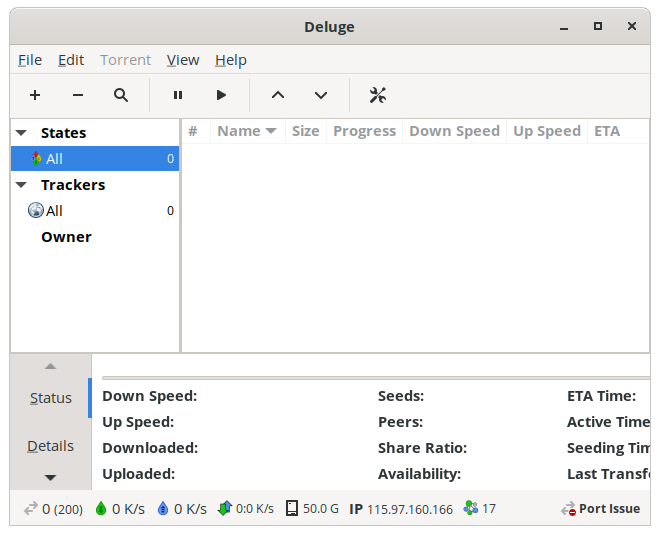 Deluge
File Edit Torrent View Help
# Name Size Progress Down Speed Up Speed ETA
States
All 0
Trackers
All 0
Owner
Status
Details
Down Speed: Seeds: ETA Time:
Up Speed: Peers: Active Time
Downloaded: Share Ratio: Seeding Tim
Uploaded: Availability: Last Transf
0 (200) 0 K/s 0 K/s 0:0 K/s 50.0 G IP 115.97.160.166 17 Port Issue